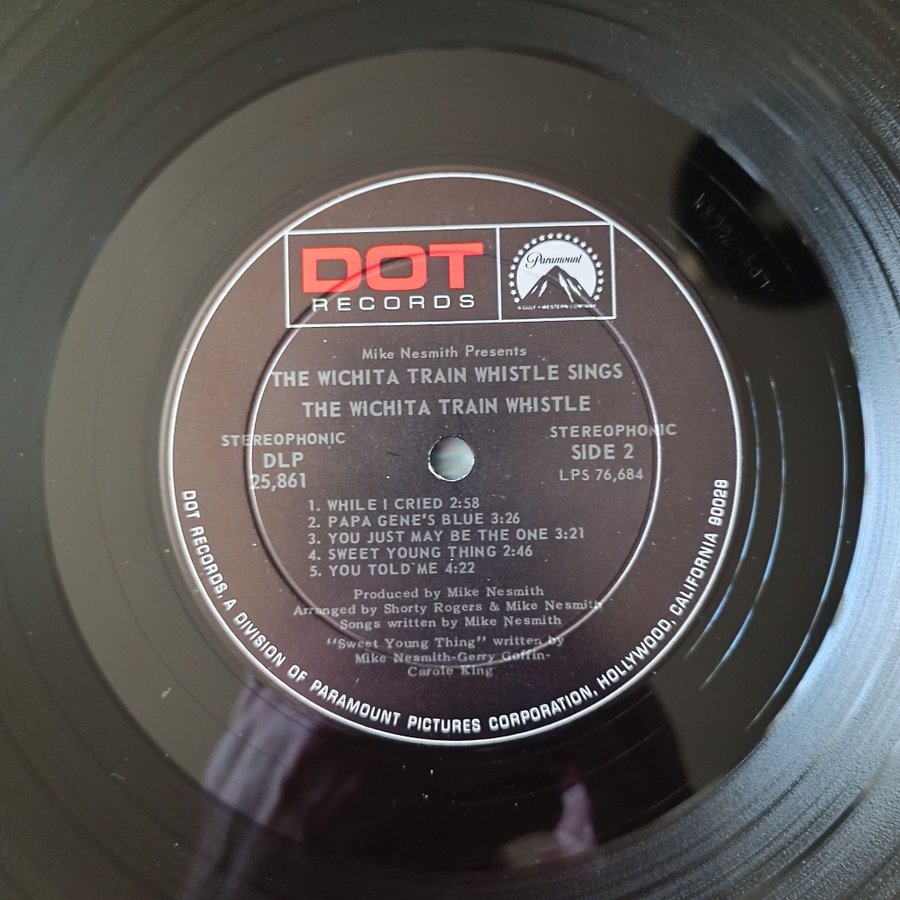 DOT
RECORDS
Paramount
A GULF + WESTERN COMPANY
Mike Nesmith Presents
THE WICHITA TRAIN WHISTLE SINGS
THE WICHITA TRAIN WHISTLE
STEREOPHONIC
DLP
25,861
STEREOPHONIC
SIDE 2
LPS 76,684
1. WHILE I CRIED 2:58
2. PAPA GENE'S BLUE 3:26
3. YOU JUST MAY BE THE ONE 3:21
4. SWEET YOUNG THING 2:46
5. YOU TOLD ME 4:22
Produced by Mike Nesmith
Arranged by Shorty Rogers & Mike Nesmith
Songs written by Mike Nesmith
"Sweet Young Thing" written by
Mike Nesmith-Gerry Goffin-
Carole King
DOT RECORDS, A DIVISION OF PARAMOUNT PICTURES CORPORATION, HOLLYWOOD, CALIFORNIA 90028
LPS-76684